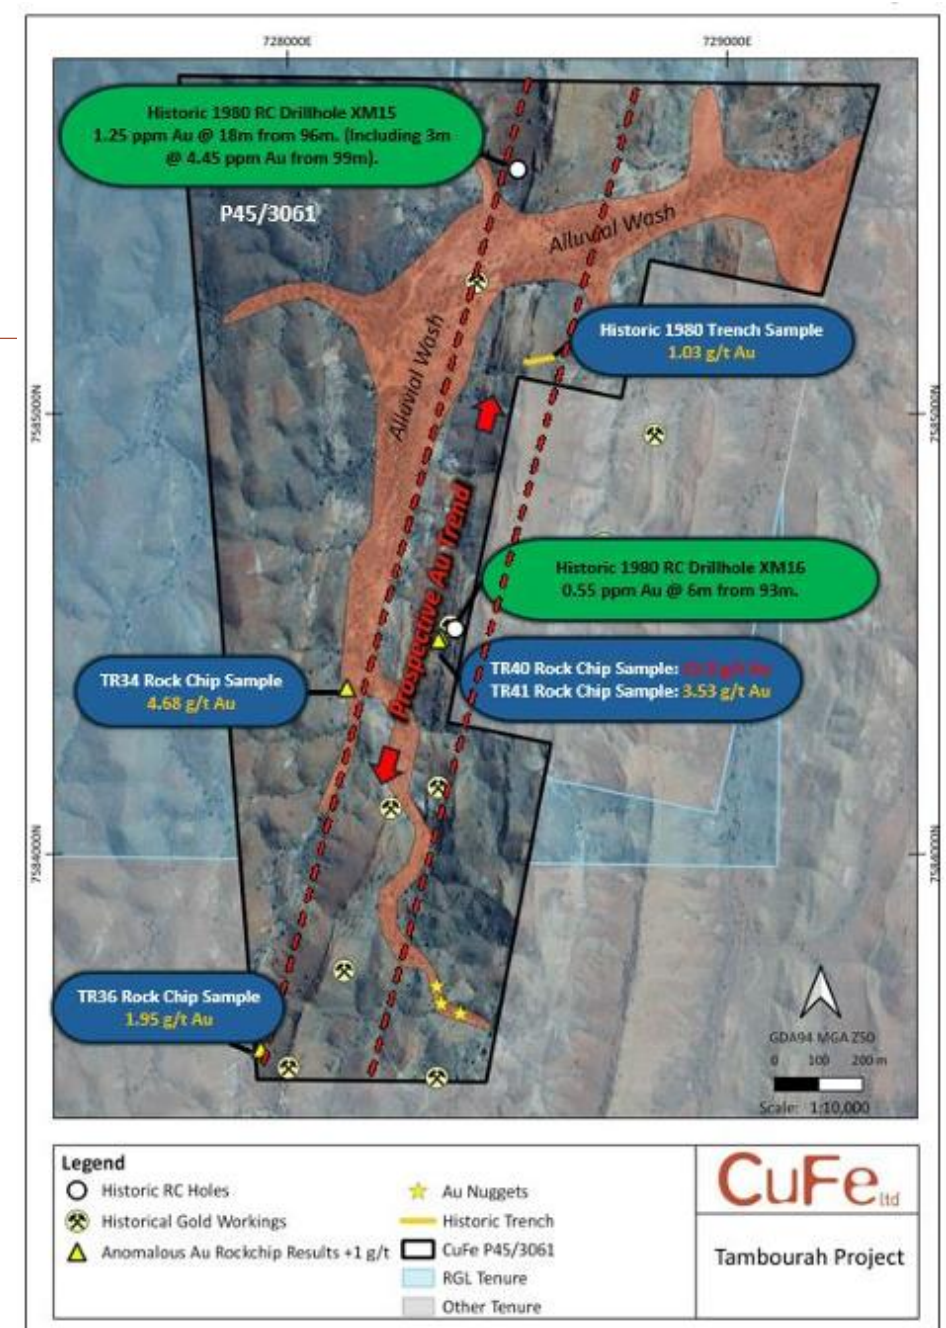 728000E
729000E
Historic 1980 RC Drillhole XM15
1.25 ppm Au @ 18m from 96m. (Including 3m
@ 4.45 ppm Au from 99m).
P45/3061
Alluvial Wash
Historic 1980 Trench Sample
1.03 g/t Au
Alluvial Wash
7585000N
7585000N
Prospective Au Trend
Historic 1980 RC Drillhole XM16
0.55 ppm Au @ 6m from 93m.
TR40 Rock Chip Sample: g/t Au
TR41 Rock Chip Sample: 3.53 g/t Au
TR34 Rock Chip Sample
4.68 g/t Au
7584000N
7584000N
TR36 Rock Chip Sample
1.95 g/t Au
GDA94 MGA Z50
0 100 200 m
Scale: 1:10,000
Legend
Historic RC Holes
Historical Gold Workings
Anomalous Au Rockchip Results +1 g/t
Au Nuggets
Historic Trench
CuFe P45/3061
RGL Tenure
Other Tenure
CuFe ltd
Tambourah Project